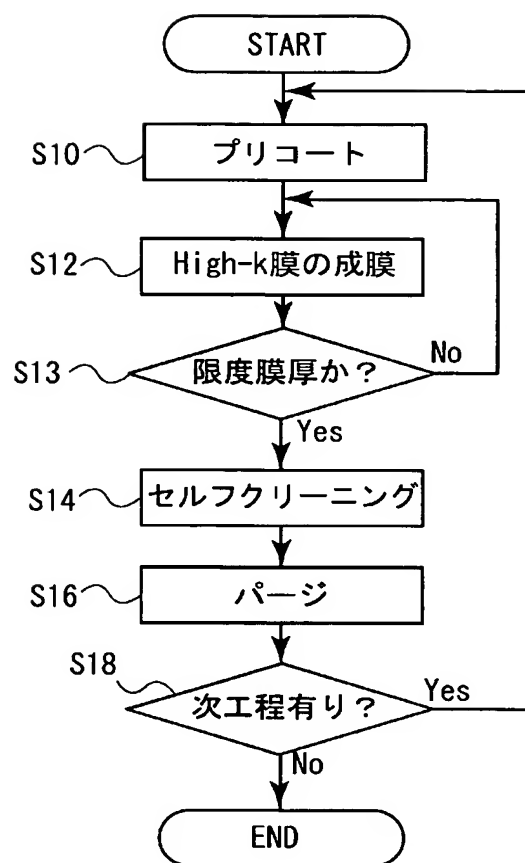 START
S10
プリコート
S12
High-k膜の成膜
S13
限度膜厚か？
No
Yes
S14
セルフクリーニング
S16
パージ
S18
次工程有り？
Yes
No
END